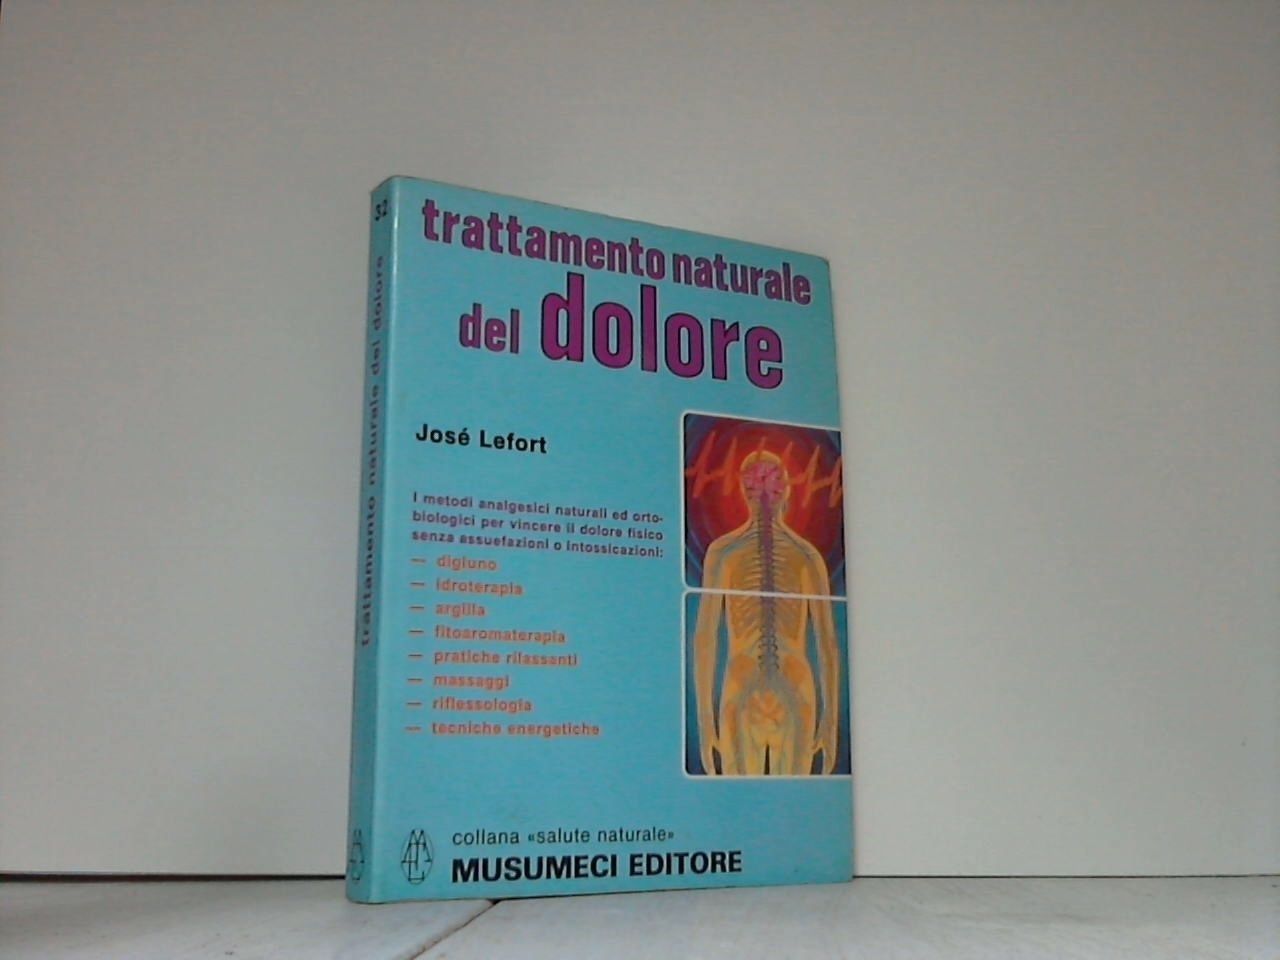 trattamento naturale
del dolore
José Lefort
I metodi analgesici naturali ed orto-
biologici per vincere il dolore fisico
senza assuefazioni o intossicazioni:
— digiuno
— idroterapia
— argilla
— fitoaromaterapia
— pratiche rilassanti
— massaggi
— riflessologia
— tecniche energetiche
collana «salute naturale»
MUSUMECI EDITORE
trattamento naturale del dolore